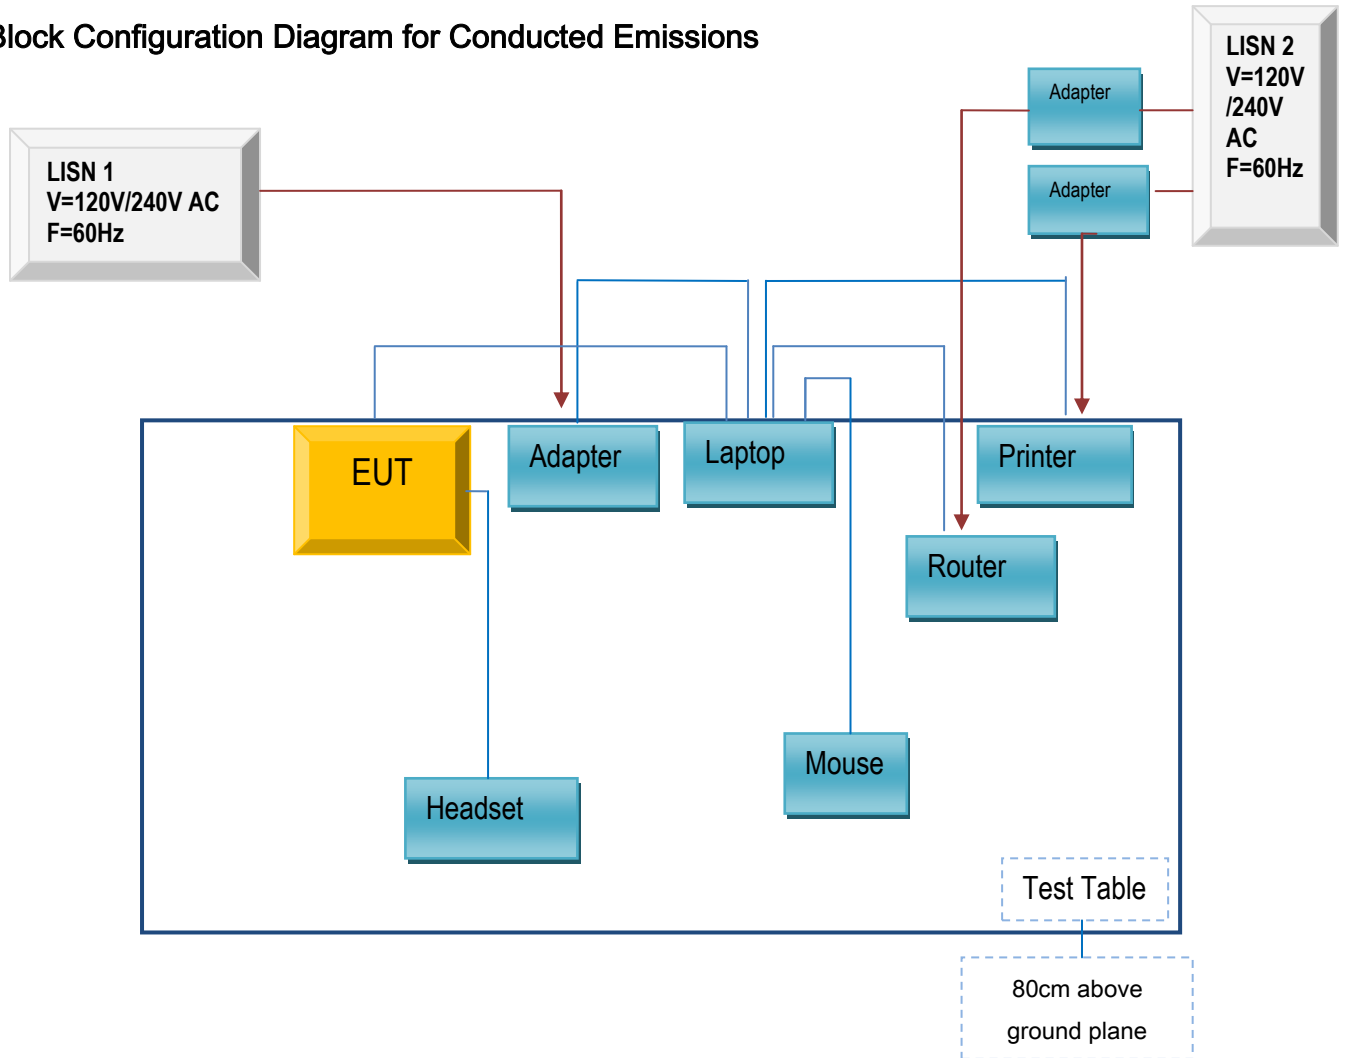 Block Configuration Diagram for Conducted Emissions
LISN 1
V=120V/240V AC
F=60Hz
Adapter
Adapter
LISN 2
V=120V
/240V
AC
F=60Hz
EUT
Adapter
Laptop
Printer
Router
Mouse
Headset
Test Table
80cm above
ground plane